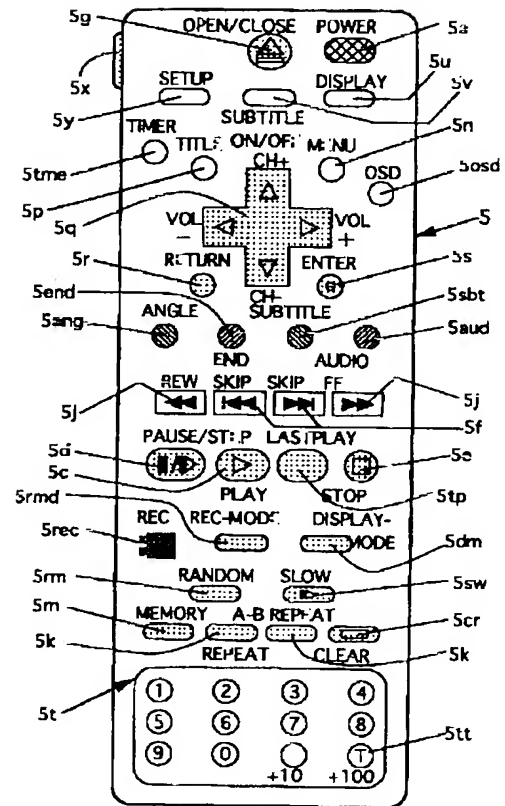 5g OPEN/CLOSE POWER 5a
5x SETUP DISPLAY 5u
5y SUBTITLE 5v
TIMER TITLE ON/OFF MENU 5n
5tme CH+ OSD 5osd
5p
5q VOL VOL 5
− +
5r RETURN ENTER 5s
5end CH− 5sbt
5ang ANGLE SUBTITLE 5aud
END AUDIO
REW SKIP SKIP FF
5j 5f 5j
5d PAUSE/STEP LASTPLAY 5e
5c PLAY STOP 5tp
5rmd REC REC-MODE DISPLAY-
5rec MODE 5dm
5rm RANDOM SLOW 5sw
5m MEMORY A-B REPEAT 5cr
5k REPEAT CLEAR 5k
5t 1 2 3 4
5 6 7 8
9 0 T 5tt
+10 +100